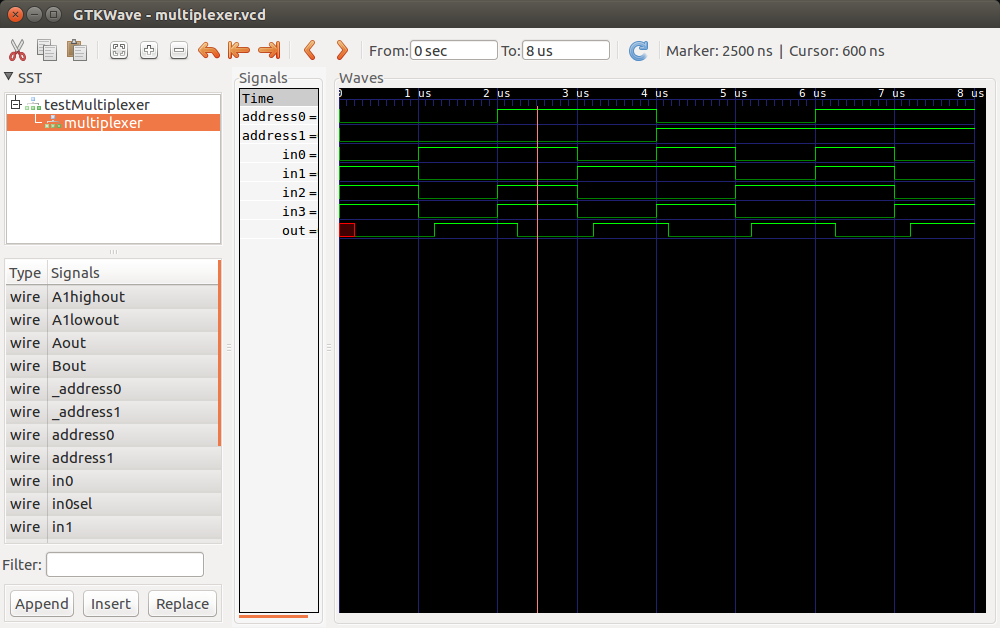 GTKWave - multiplexer.vcd
From: 0 sec To: 8 us Marker: 2500 ns | Cursor: 600 ns
SST
testMultiplexer
multiplexer
Type Signals
wire A1highout
wire A1lowout
wire Aout
wire Bout
wire _address0
wire _address1
wire address0
wire address1
wire in0
wire in0sel
wire in1
Filter:
Append Insert Replace
Signals
Time
address0 =
address1 =
in0 =
in1 =
in2 =
in3 =
out =
Waves
0 1 us 2 us 3 us 4 us 5 us 6 us 7 us 8 us